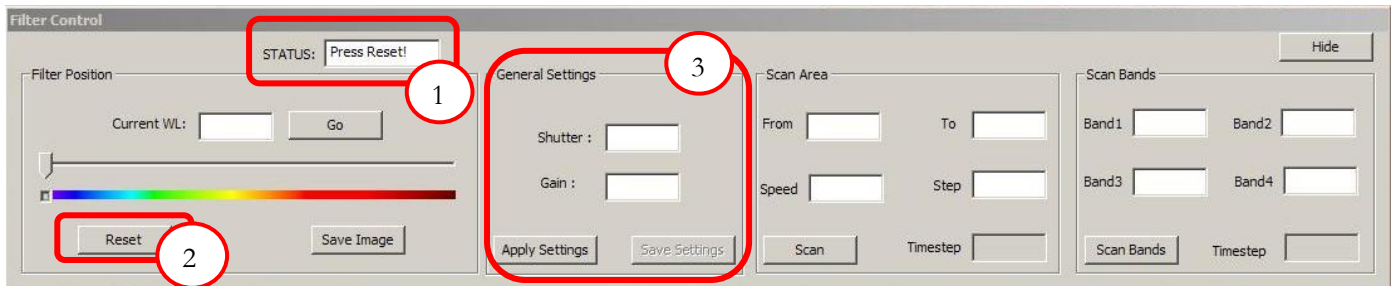 Filter Control
STATUS: Press Reset!
1
Hide
Filter Position
Current WL:
Go
Reset
2
Save Image
General Settings
3
Shutter :
Gain :
Apply Settings
Save Settings
Scan Area
From
To
Speed
Step
Scan
Timestep
Scan Bands
Band1
Band2
Band3
Band4
Scan Bands
Timestep